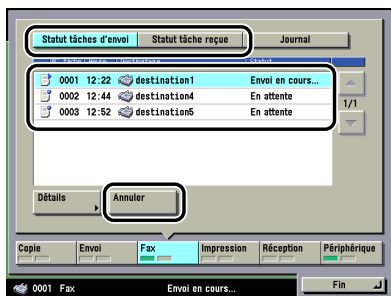 Statut tâches d'envoi Statut tâche reçue Journal
0001 12:22 destination1 Envoi en cours...
0002 12:44 destination4 En attente
0003 12:52 destination5 En attente
1/1
Détails Annuler
Copie Envoi Fax Impression Réception Périphérique
0001 Fax Envoi en cours... Fin